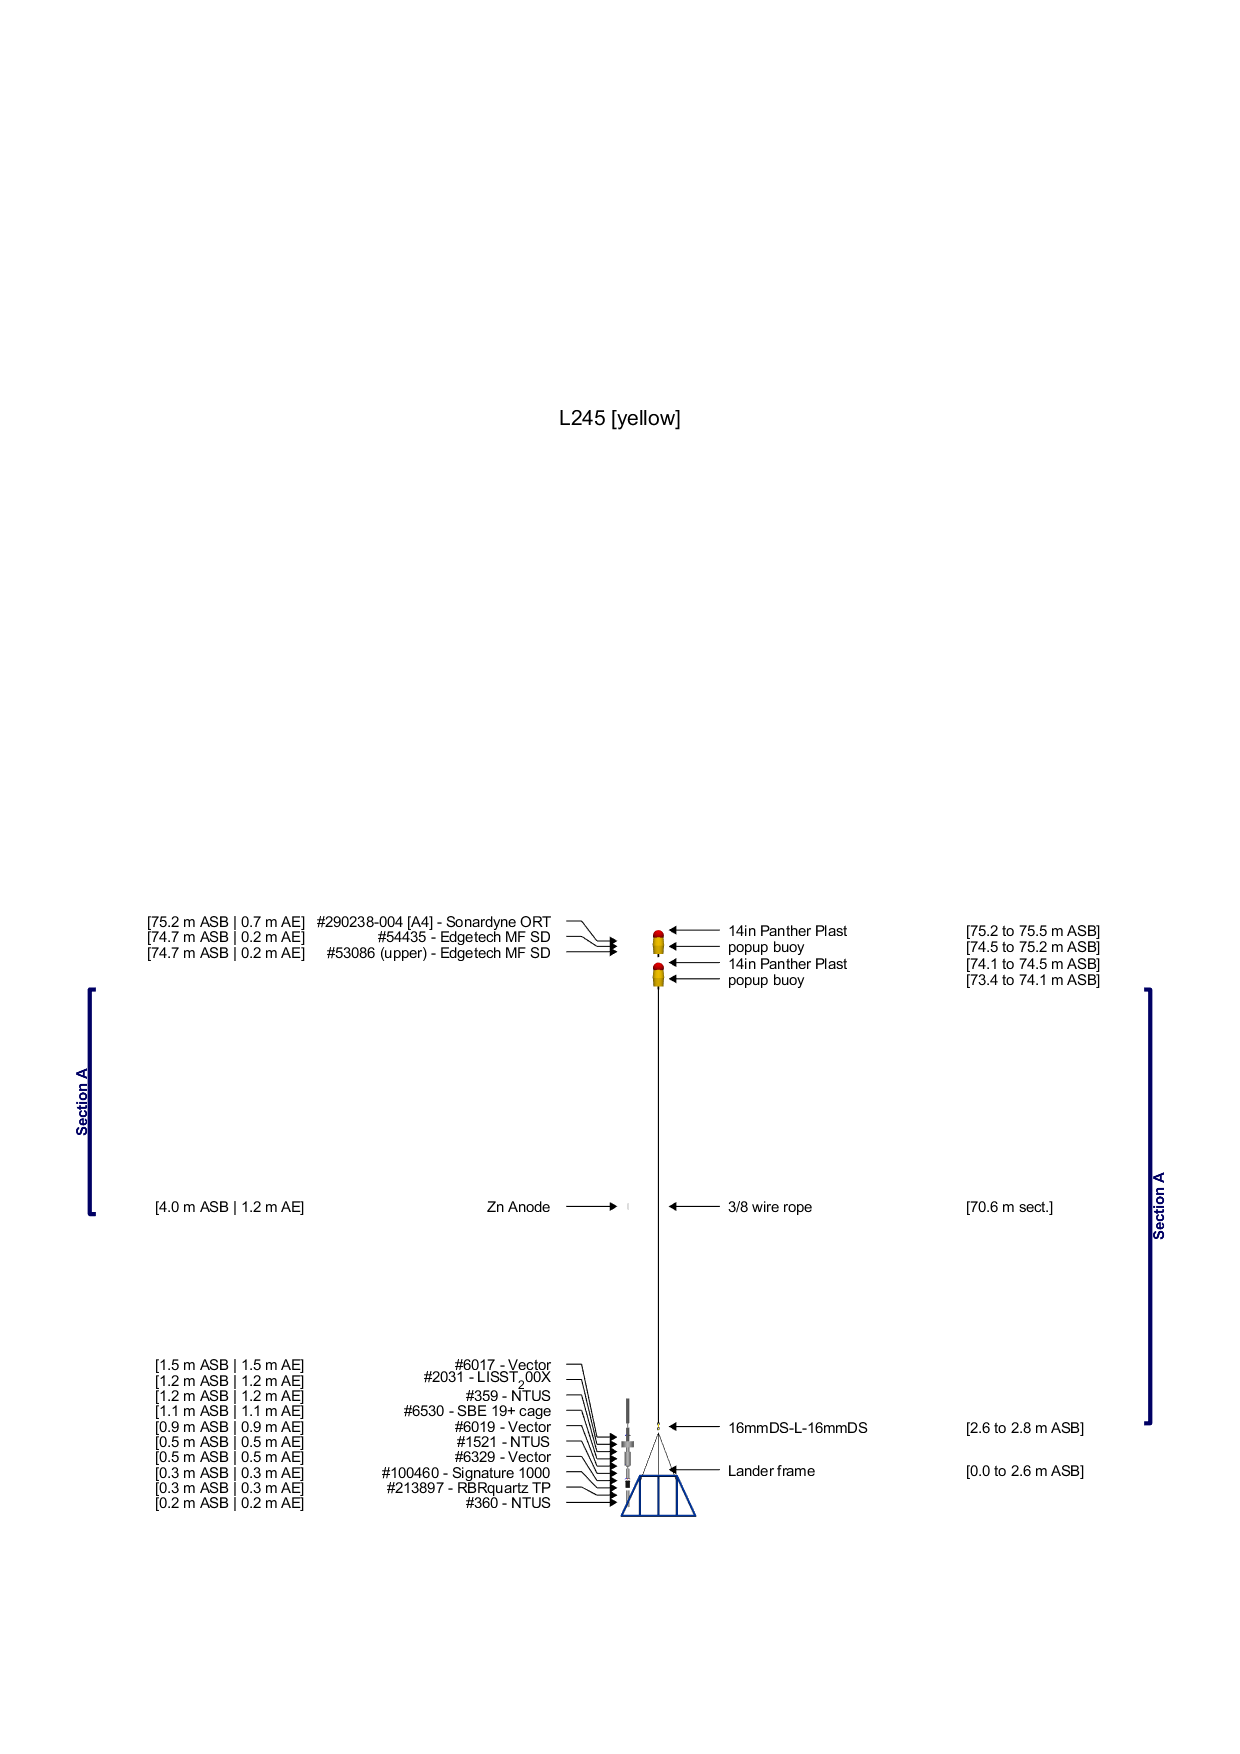 L245 [yellow]
[75.2 m ASB | 0.7 m AE] #290238-004 [A4] - Sonardyne ORT
14in Panther Plast [75.2 to 75.5 m ASB]
[74.7 m ASB | 0.2 m AE] #54435 - Edgetech MF SD
popup buoy [74.5 to 75.2 m ASB]
[74.7 m ASB | 0.2 m AE] #53086 (upper) - Edgetech MF SD
14in Panther Plast [74.1 to 74.5 m ASB]
popup buoy [73.4 to 74.1 m ASB]
Section A
Section A
[4.0 m ASB | 1.2 m AE] Zn Anode 3/8 wire rope [70.6 m sect.]
[1.5 m ASB | 1.5 m AE] #6017 - Vector
[1.2 m ASB | 1.2 m AE] #2031 - LISST200X
[1.2 m ASB | 1.2 m AE] #359 - NTUS
[1.1 m ASB | 1.1 m AE] #6530 - SBE 19+ cage
[0.9 m ASB | 0.9 m AE] #6019 - Vector 16mmDS-L-16mmDS [2.6 to 2.8 m ASB]
[0.5 m ASB | 0.5 m AE] #1521 - NTUS
[0.5 m ASB | 0.5 m AE] #6329 - Vector
[0.3 m ASB | 0.3 m AE] #100460 - Signature 1000 Lander frame [0.0 to 2.6 m ASB]
[0.3 m ASB | 0.3 m AE] #213897 - RBRquartz TP
[0.2 m ASB | 0.2 m AE] #360 - NTUS